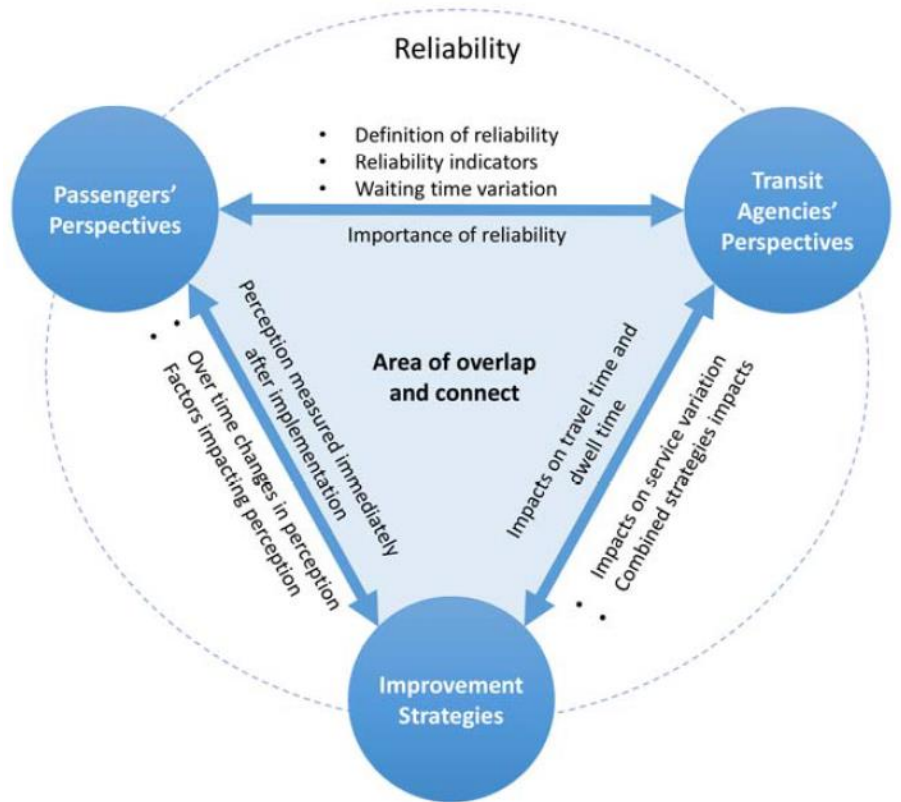 Reliability
• Definition of reliability
• Reliability indicators
• Waiting time variation
Passengers’
Perspectives
Transit
Agencies’
Perspectives
Importance of reliability
Area of overlap
and connect
Perception measured immediately
after implementation
• Over time changes in perception
• Factors impacting perception
Impacts on travel time and
dwell time
• Impacts on service variation
• Combined strategies impacts
Improvement
Strategies